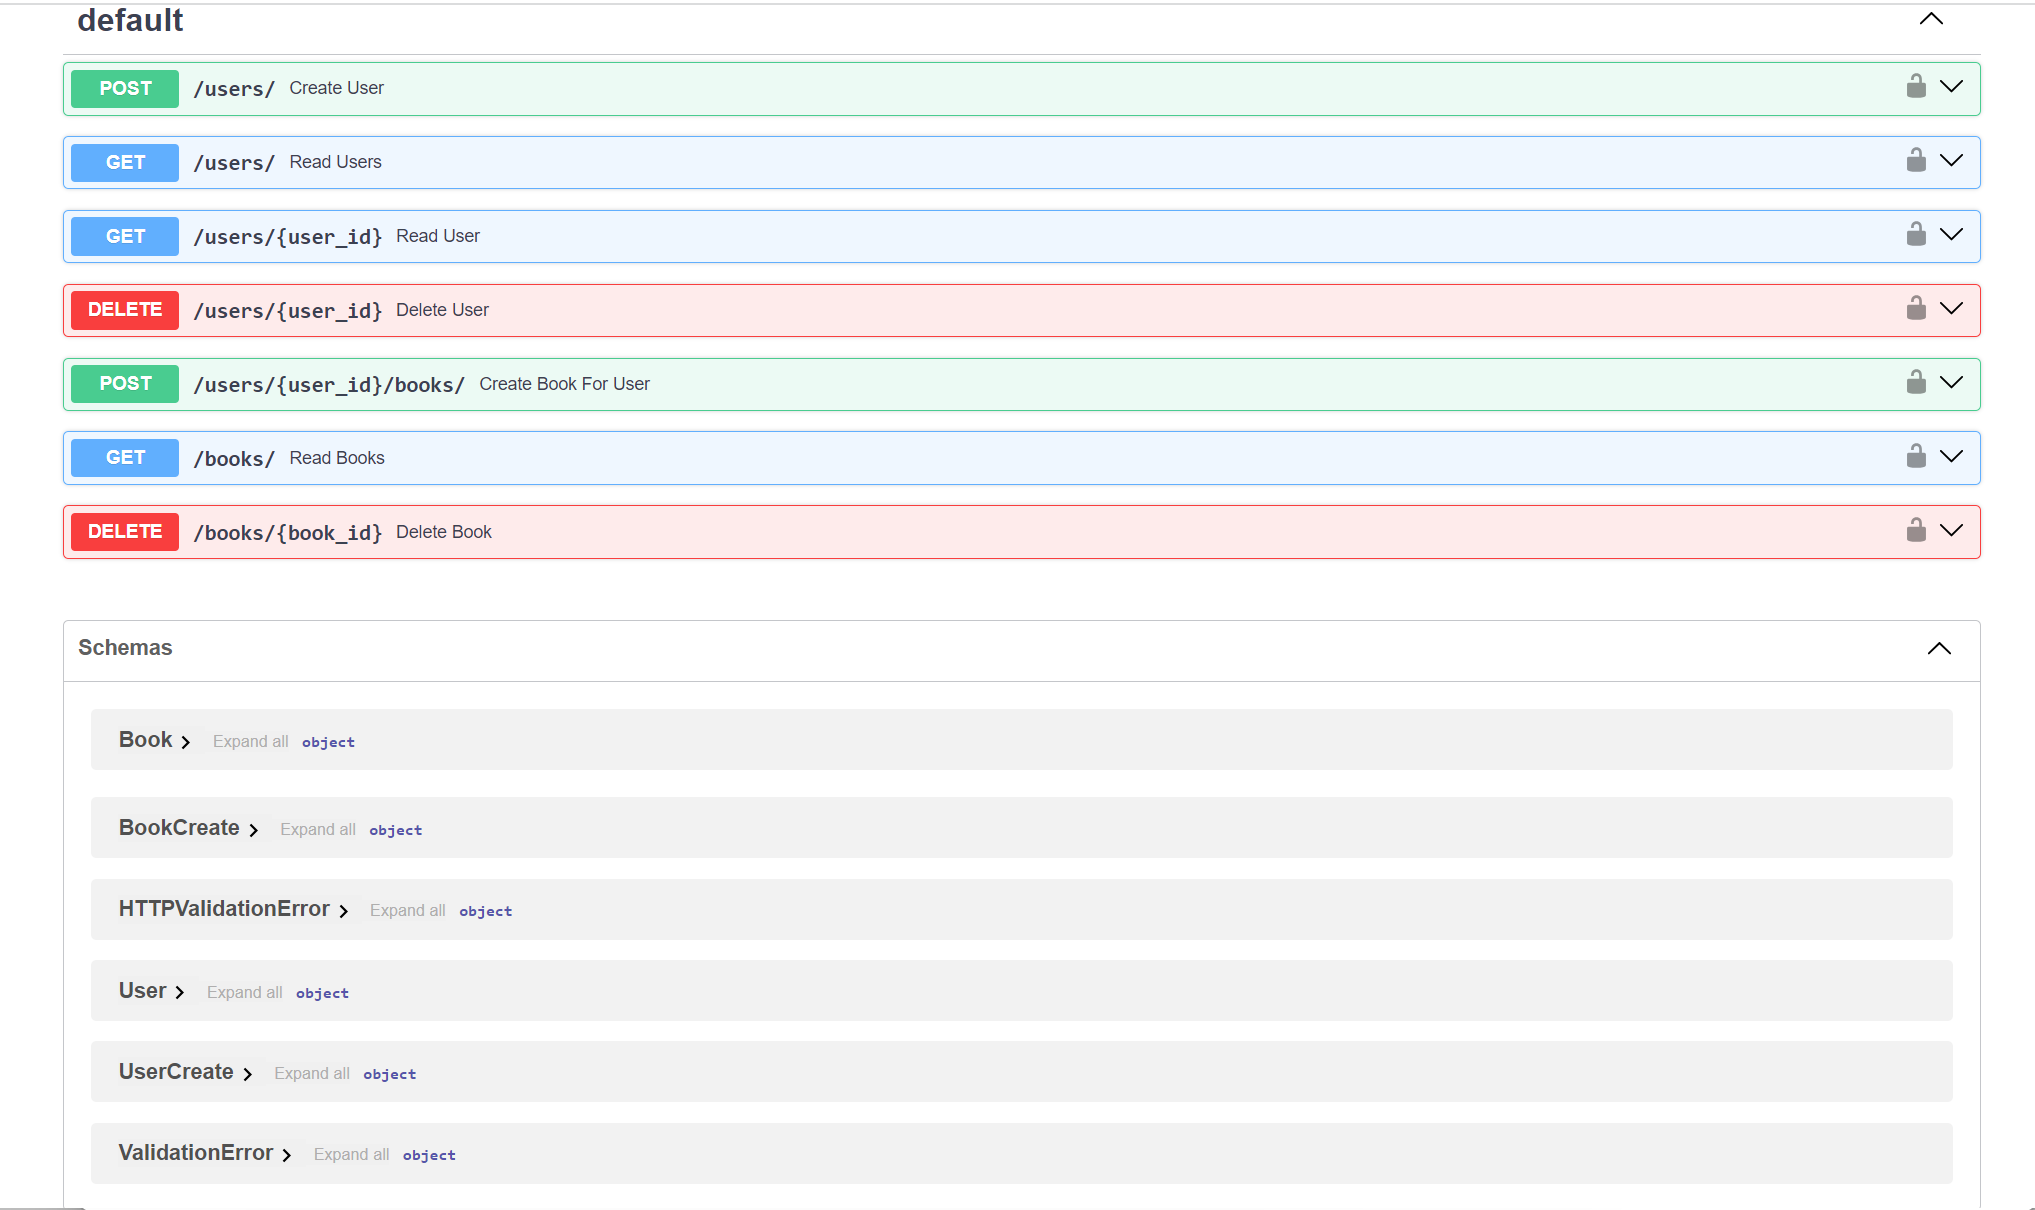 default
POST /users/ Create User
GET /users/ Read Users
GET /users/{user_id} Read User
DELETE /users/{user_id} Delete User
POST /users/{user_id}/books/ Create Book For User
GET /books/ Read Books
DELETE /books/{book_id} Delete Book
Schemas
Book Expand all object
BookCreate Expand all object
HTTPValidationError Expand all object
User Expand all object
UserCreate Expand all object
ValidationError Expand all object